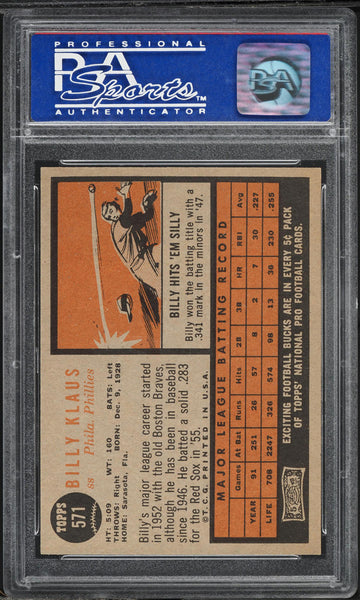 PROFESSIONAL
PSA
Sports™
AUTHENTICATOR
PSA
TOPPS
571
BILLY KLAUS
ss Phila. Phillies
HT: 5:09 WT: 160 BATS: Left
THROWS: Right BORN: Dec. 9, 1928
HOME: Sarasota, Fla.
Billy's major league career started
in 1952 with the old Boston Braves,
although he has been in baseball
since 1946. He batted a solid .283
for the Red Sox in '55.
©T.C.G. PRINTED IN U.S.A.
BILLY HITS 'EM SILLY
Billy won the batting title with a
.341 mark in the minors in '47.
MAJOR LEAGUE BATTING RECORD
Games At Bat Runs Hits 2B 3B HR RBI Avg
YEAR 91 251 26 57 8 2 7 30 .227
LIFE 708 2247 326 574 98 13 36 230 .255
EXCITING FOOTBALL BUCKS ARE IN EVERY 5¢ PACK
OF TOPPS' NATIONAL PRO FOOTBALL CARDS.